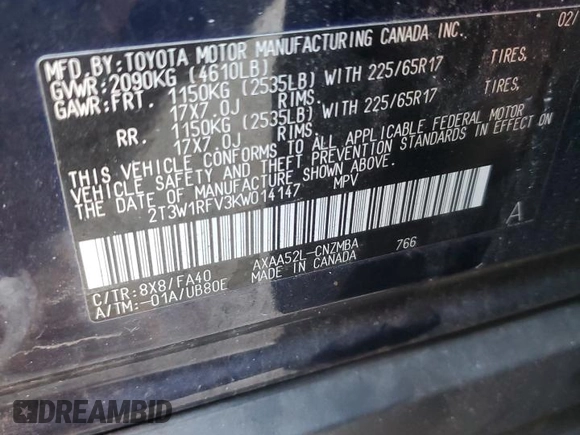 MFD.BY: TOYOTA MOTOR MANUFACTURING CANADA INC. 02/
GVWR: 2090KG (4610LB)
GAWR: FRT. 1150KG (2535LB) WITH 225/65R17 TIRES,
17X7.0J RIMS.
RR. 1150KG (2535LB) WITH 225/65R17 TIRES,
17X7.0J RIMS.
THIS VEHICLE CONFORMS TO ALL APPLICABLE FEDERAL MOTOR
VEHICLE SAFETY AND THEFT PREVENTION STANDARDS IN EFFECT ON
THE DATE OF MANUFACTURE SHOWN ABOVE.
2T3W1RFV3KW014147 MPV
A
C/TR: 8X8/FA40 AXAA52L-CNZMBA 766
A/TM: -01A/UB80E MADE IN CANADA
DREAMBID